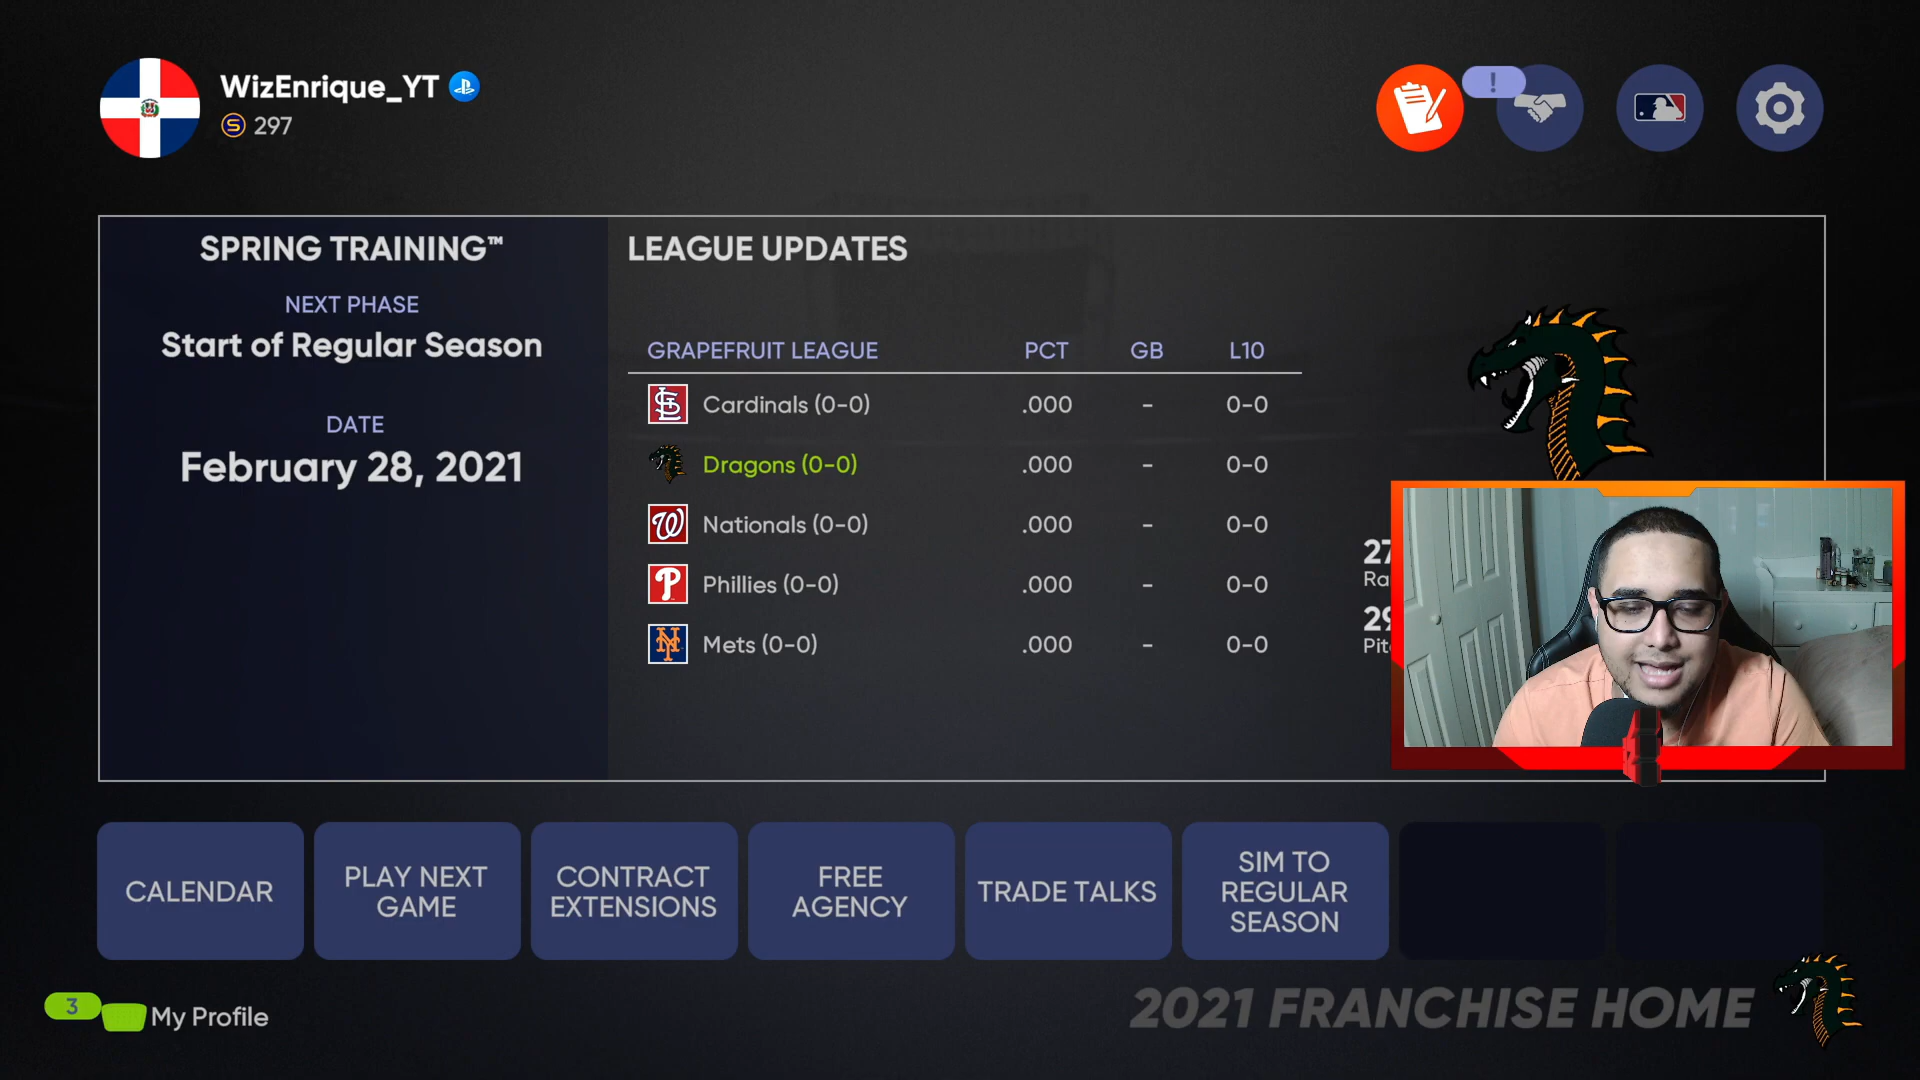 WizEnrique_YT
297
!
SPRING TRAINING™
NEXT PHASE
Start of Regular Season
DATE
February 28, 2021
LEAGUE UPDATES
GRAPEFRUIT LEAGUE PCT GB L10
Cardinals (0-0) .000 - 0-0
Dragons (0-0) .000 - 0-0
Nationals (0-0) .000 - 0-0
Phillies (0-0) .000 - 0-0
Mets (0-0) .000 - 0-0
CALENDAR
PLAY NEXT
GAME
CONTRACT
EXTENSIONS
FREE
AGENCY
TRADE TALKS
SIM TO
REGULAR
SEASON
3
My Profile
2021 FRANCHISE HOME